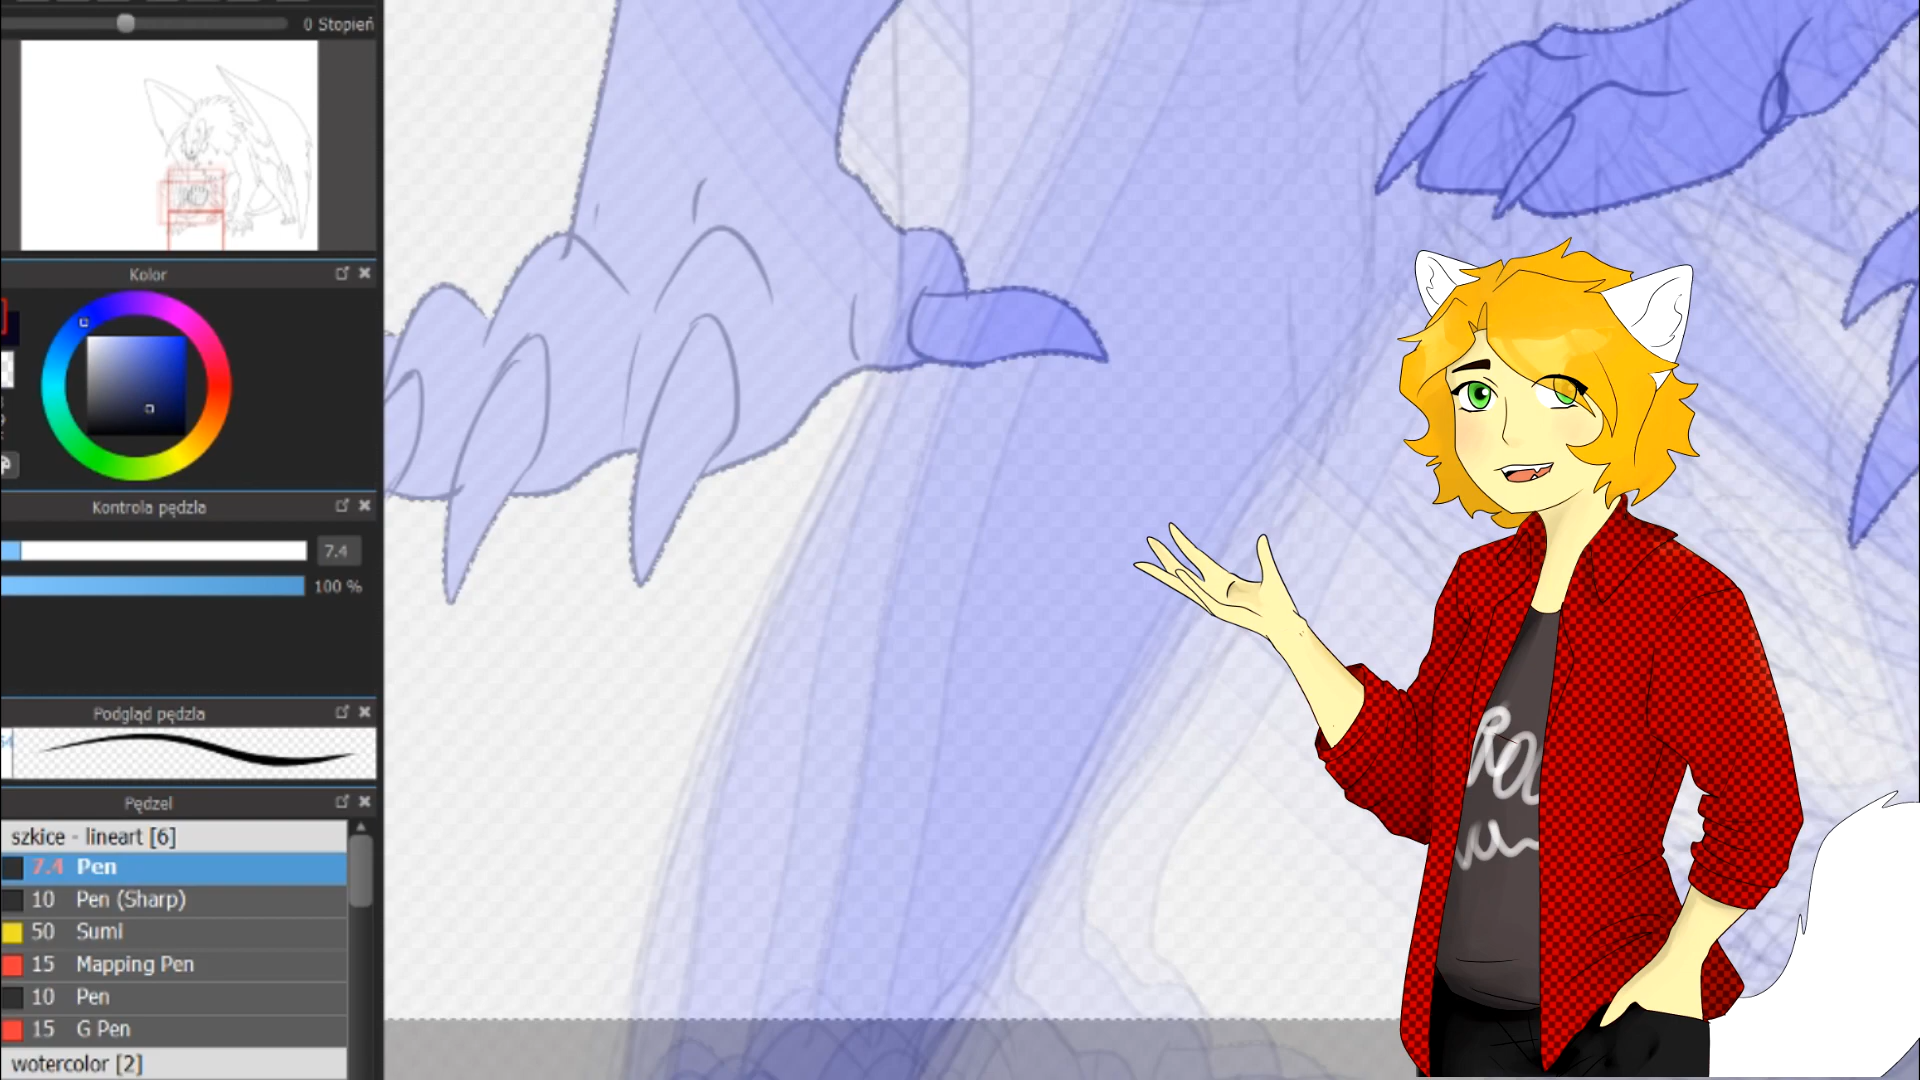 0 Stopień
Kolor
Kontrola pędzla
7.4
100 %
Podgląd pędzla
Pędzel
szkice - lineart [6]
7.4 Pen
10 Pen (Sharp)
50 Sumi
15 Mapping Pen
10 Pen
15 G Pen
wotercolor [2]